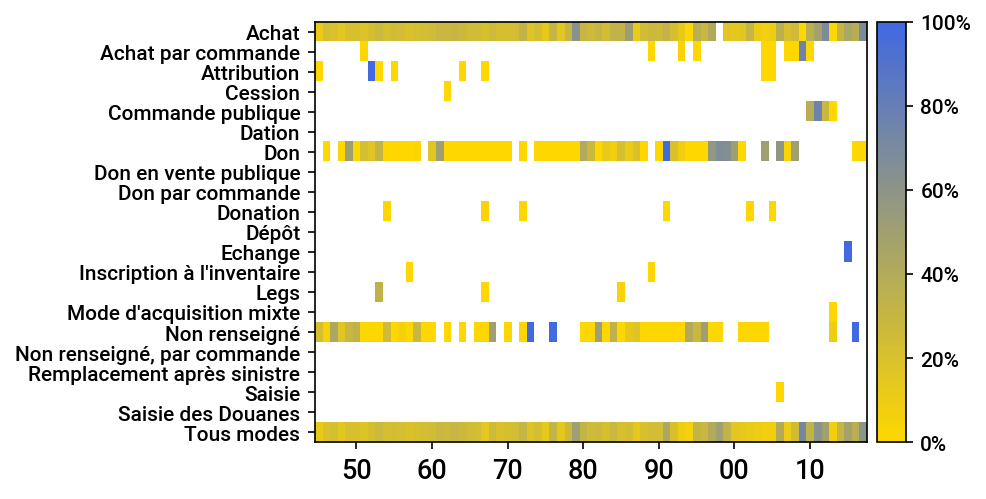 Achat
Achat par commande
Attribution
Cession
Commande publique
Dation
Don
Don en vente publique
Don par commande
Donation
Dépôt
Echange
Inscription à l'inventaire
Legs
Mode d'acquisition mixte
Non renseigné
Non renseigné, par commande
Remplacement après sinistre
Saisie
Saisie des Douanes
Tous modes
50 60 70 80 90 00 10
100%
80%
60%
40%
20%
0%